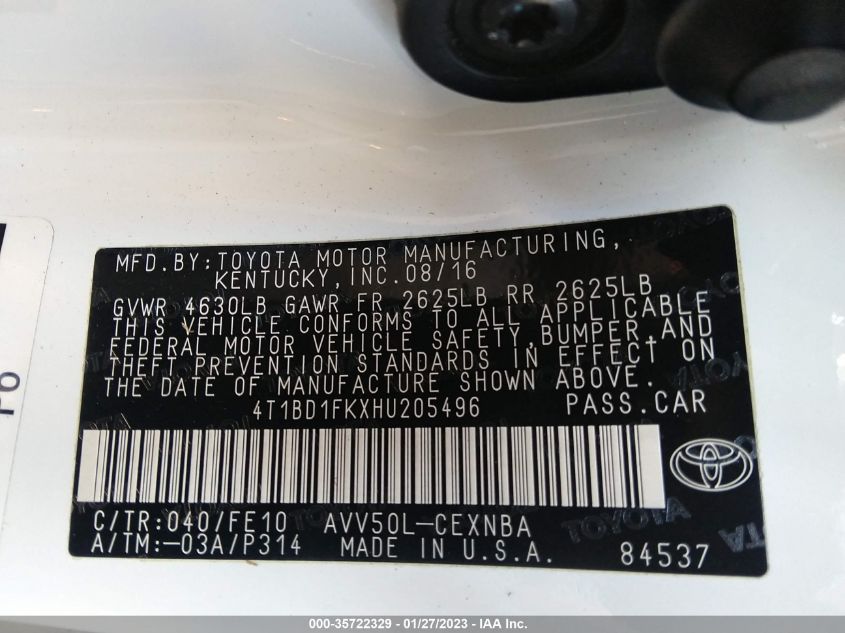 MFD.BY:TOYOTA MOTOR MANUFACTURING,
KENTUCKY,INC.08/16
GVWR 4630LB GAWR FR 2625LB RR 2625LB
THIS VEHICLE CONFORMS TO ALL APPLICABLE
FEDERAL MOTOR VEHICLE SAFETY,BUMPER,AND
THEFT PREVENTION STANDARDS IN EFFECT ON
THE DATE OF MANUFACTURE SHOWN ABOVE.
4T1BD1FKXHU205496 PASS.CAR
C/TR:040/FE10 AVV50L-CEXNBA
A/TM:-03A/P314 MADE IN U.S.A. 84537
TOYOTA
000-35722329 | 01/27/2023 | IAA Inc.